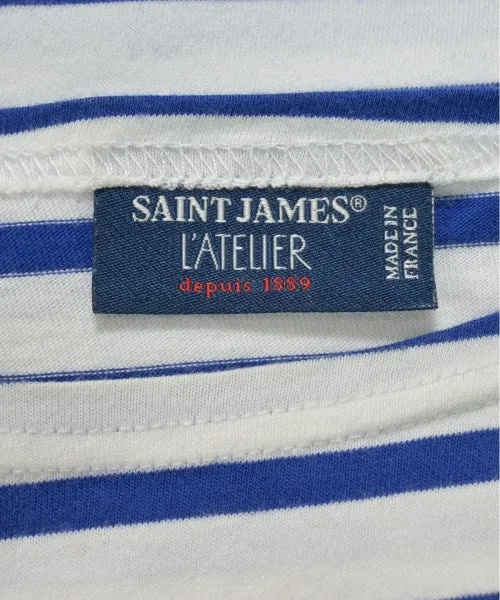 SAINT JAMES®
L'ATELIER
depuis 1889
MADE IN
FRANCE